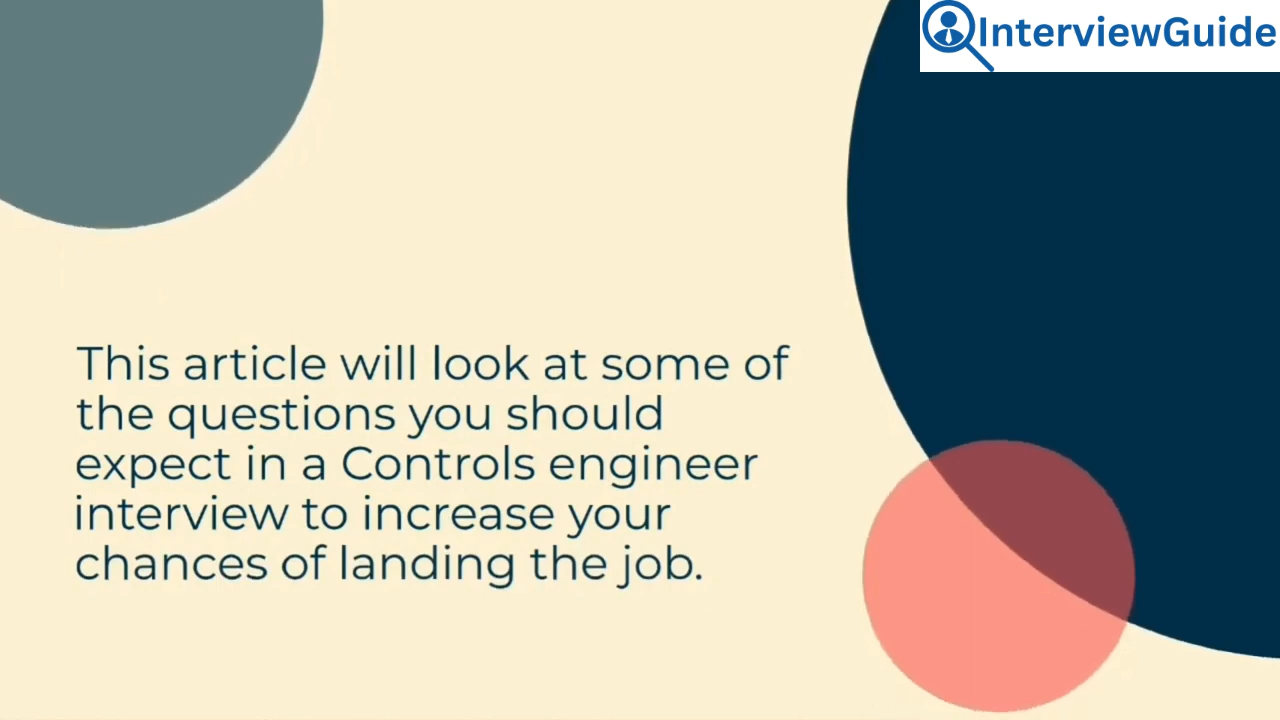 InterviewGuide
This article will look at some of
the questions you should
expect in a Controls engineer
interview to increase your
chances of landing the job.